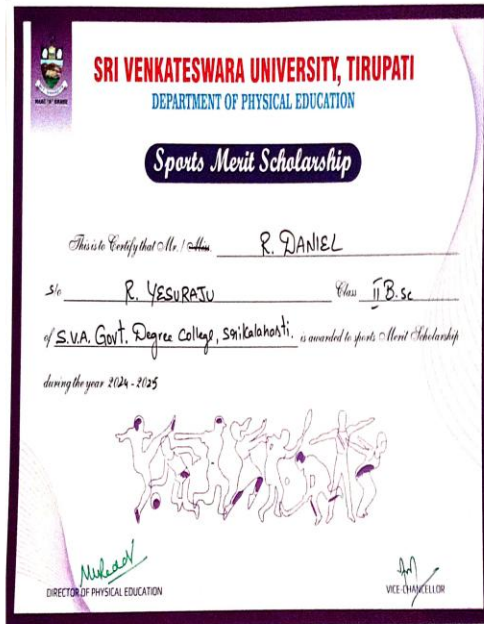 SRI VENKATESWARA UNIVERSITY, TIRUPATI
DEPARTMENT OF PHYSICAL EDUCATION
Sports Merit Scholarship
This is to Certify that Mr. / Miss. R. DANIEL
S/o R. YESURAJU Class II B.Sc
of S.V.A. Govt. Degree College, Srikalahasti. is awarded to sports Merit Scholarship
during the year 2024 - 2025
DIRECTOR OF PHYSICAL EDUCATION
VICE-CHANCELLOR